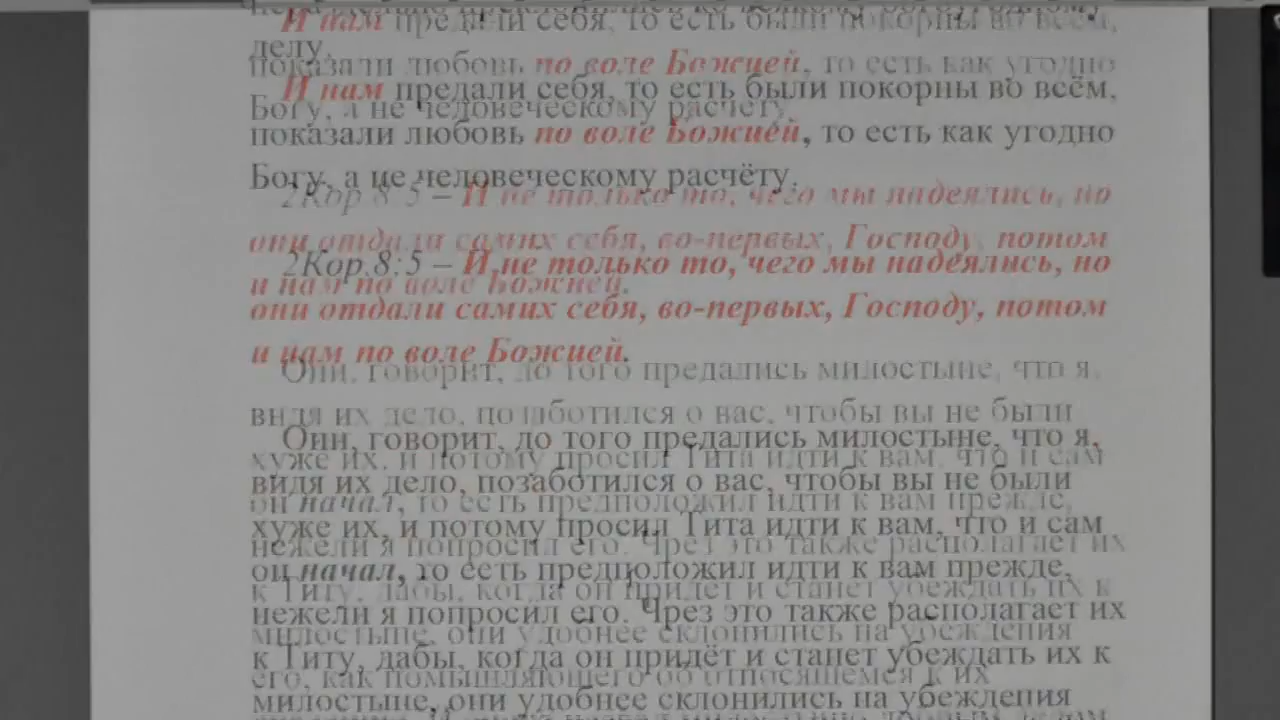 делу.
И нам предали себя, то есть были покорны во всём,
показали любовь по воле Божией, то есть как угодно
Богу, а не человеческому расчёту.
2Кор.8:5 – И не только то, чего мы надеялись, но
они отдали самих себя, во-первых, Господу, потом
и нам по воле Божией.
Они, говорит, до того предались милостыне, что я,
видя их дело, позаботился о вас, чтобы вы не были
хуже их, и потому просил Тита идти к вам, что и сам
он начал, то есть предположил идти к вам прежде,
нежели я попросил его. Чрез это также располагает их
к Титу, дабы, когда он придёт и станет убеждать их к
милостыне, они удобнее склонились на убеждения